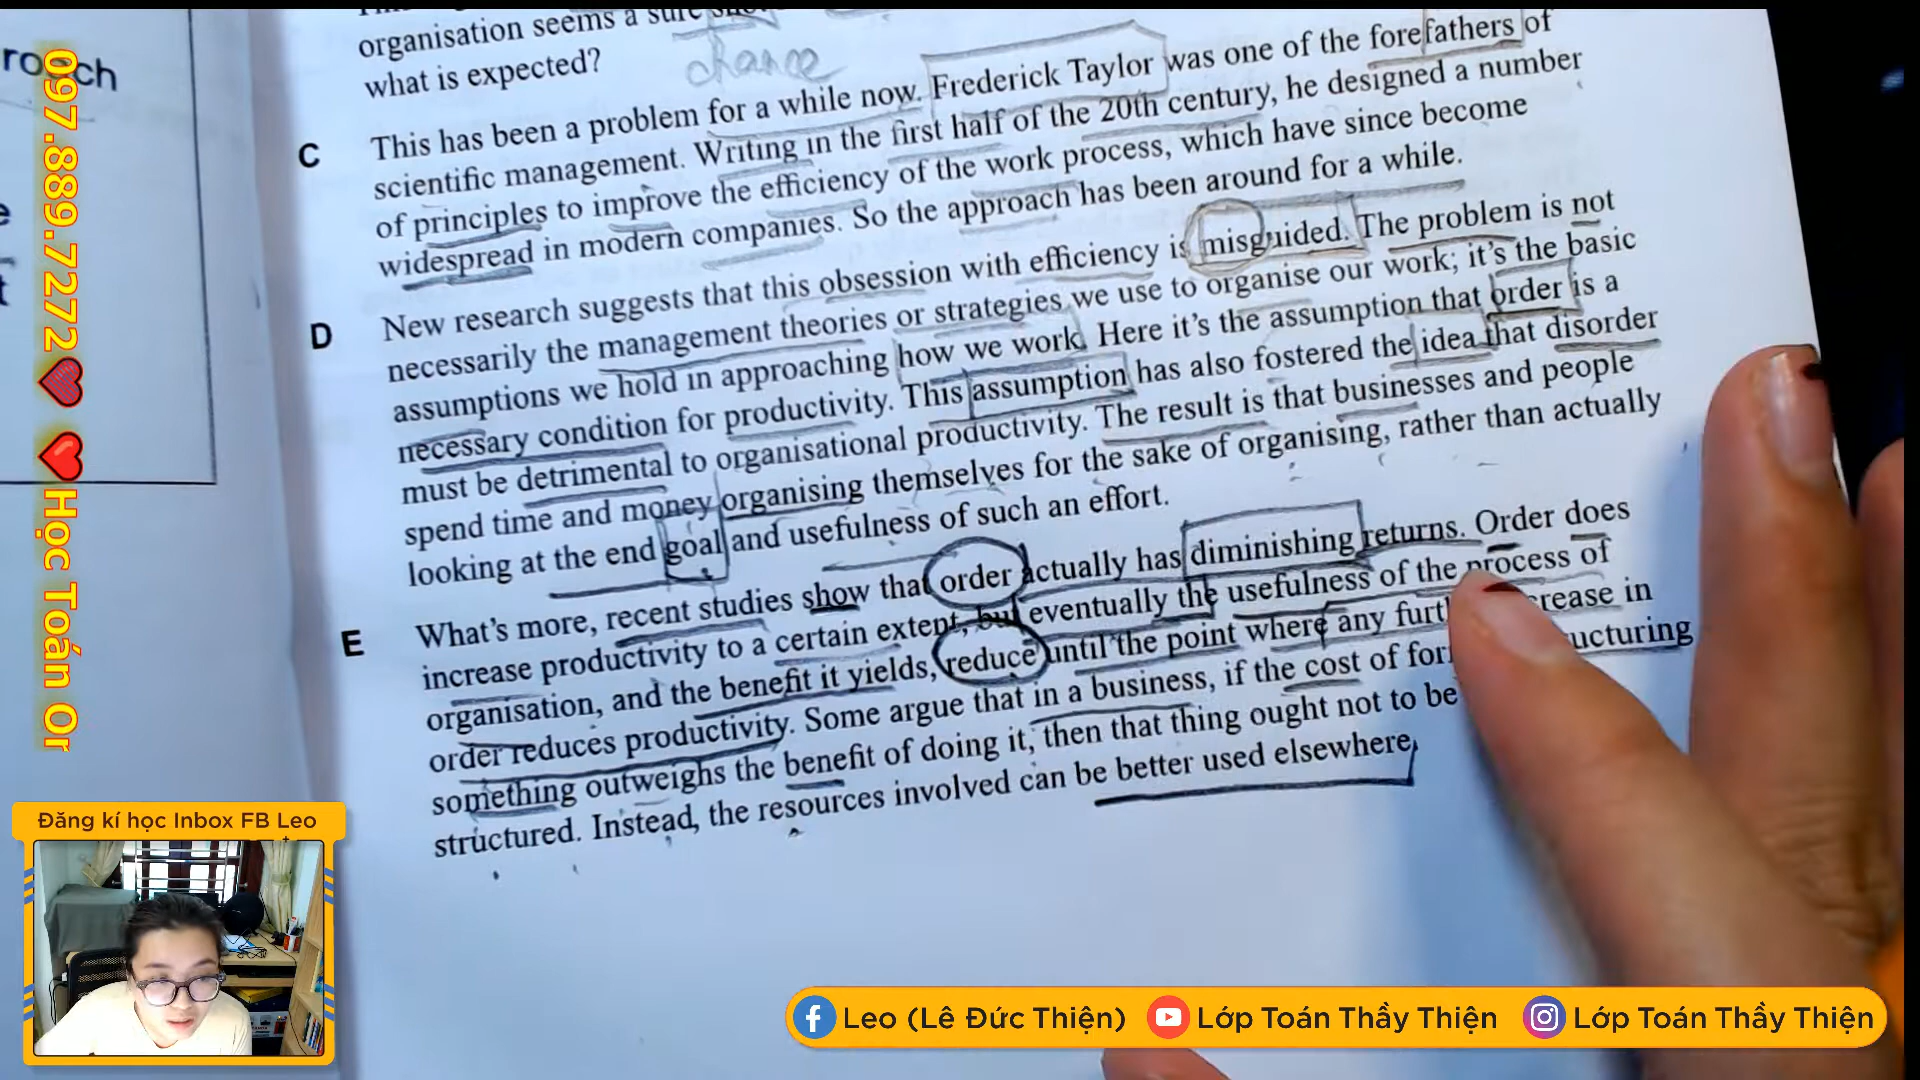 organisation seems a sure
what is expected?
chance
C
This has been a problem for a while now. Frederick Taylor was one of the forefathers of
scientific management. Writing in the first half of the 20th century, he designed a number
of principles to improve the efficiency of the work process, which have since become
widespread in modern companies. So the approach has been around for a while.
D
New research suggests that this obsession with efficiency is misguided. The problem is not
necessarily the management theories or strategies we use to organise our work; it's the basic
assumptions we hold in approaching how we work. Here it's the assumption that order is a
necessary condition for productivity. This assumption has also fostered the idea that disorder
must be detrimental to organisational productivity. The result is that businesses and people
spend time and money organising themselves for the sake of organising, rather than actually
looking at the end goal and usefulness of such an effort.
E
What's more, recent studies show that order actually has diminishing returns. Order does
increase productivity to a certain extent, but eventually the usefulness of the process of
organisation, and the benefit it yields, reduce until the point where any crease in
order reduces productivity. Some argue that in a business, if the cost of ucturing
something outweighs the benefit of doing it, then that thing ought not to be
structured. Instead, the resources involved can be better used elsewhere.
097.889.7272 Học Toán Or
Đăng kí học Inbox FB Leo
Leo (Lê Đức Thiện) Lớp Toán Thầy Thiện Lớp Toán Thầy Thiện